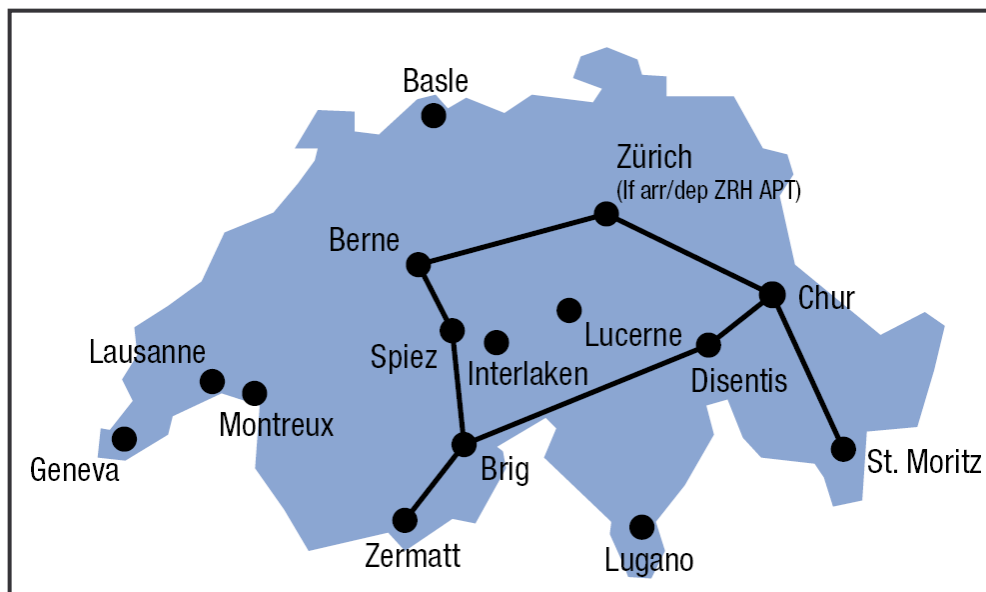 Basle
Zürich
(If arr/dep ZRH APT)
Berne
Chur
Lucerne
Lausanne
Spiez
Interlaken
Disentis
Montreux
Geneva
Brig
St. Moritz
Zermatt
Lugano